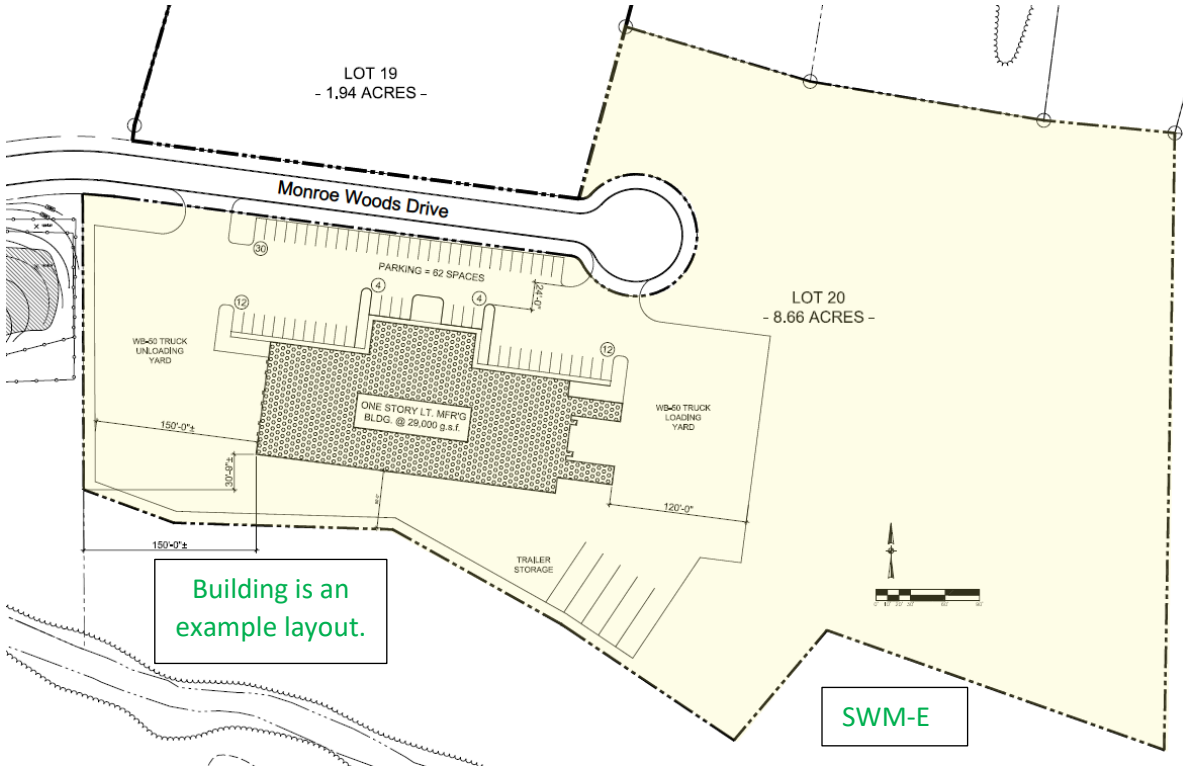 LOT 19
- 1.94 ACRES -
Monroe Woods Drive
30
PARKING = 62 SPACES
4
4
24'-0"
12
12
LOT 20
- 8.66 ACRES -
WB-50 TRUCK
UNLOADING
YARD
ONE STORY LT. MFR'G
BLDG. @ 29,000 g.s.f.
WB-50 TRUCK
LOADING
YARD
150'-0"±
30'-8"±
120'-0"
150'-0"±
TRAILER
STORAGE
Building is an
example layout.
SWM-E